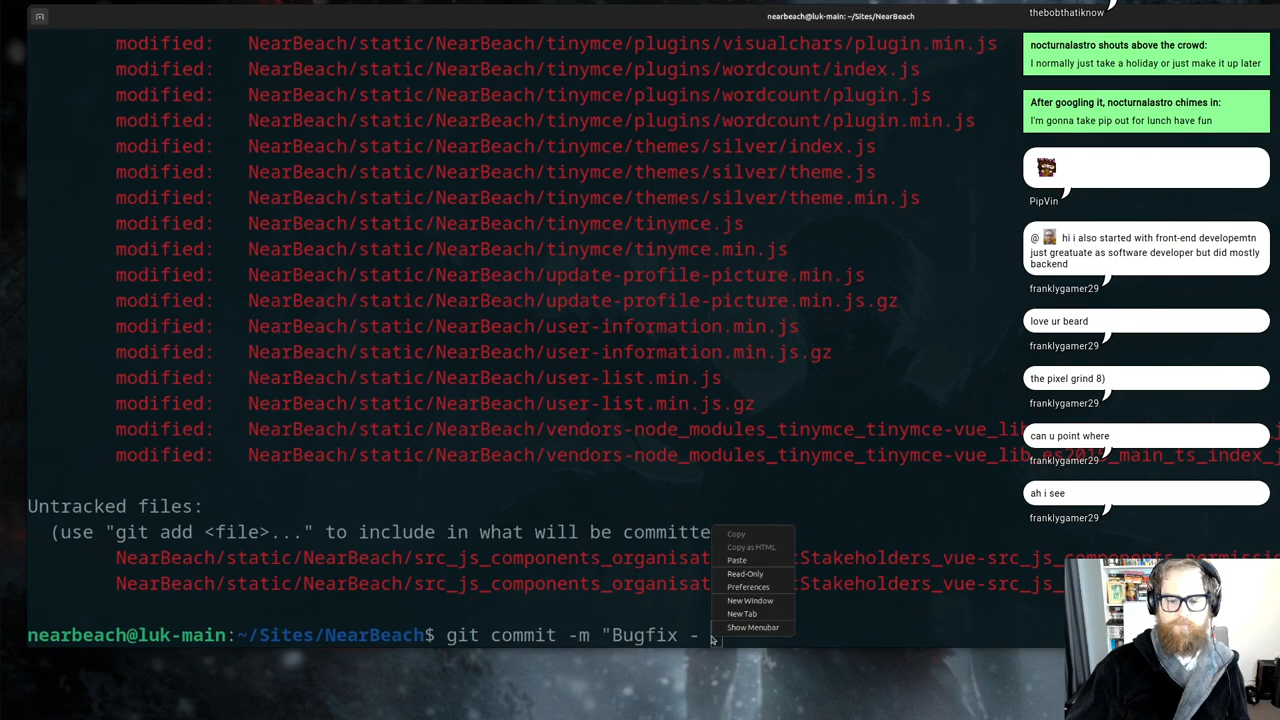 nearbeach@luk-main: ~/Sites/NearBeach
modified: NearBeach/static/NearBeach/tinymce/plugins/visualchars/plugin.min.js
modified: NearBeach/static/NearBeach/tinymce/plugins/wordcount/index.js
modified: NearBeach/static/NearBeach/tinymce/plugins/wordcount/plugin.js
modified: NearBeach/static/NearBeach/tinymce/plugins/wordcount/plugin.min.js
modified: NearBeach/static/NearBeach/tinymce/themes/silver/index.js
modified: NearBeach/static/NearBeach/tinymce/themes/silver/theme.js
modified: NearBeach/static/NearBeach/tinymce/themes/silver/theme.min.js
modified: NearBeach/static/NearBeach/tinymce/tinymce.js
modified: NearBeach/static/NearBeach/tinymce/tinymce.min.js
modified: NearBeach/static/NearBeach/update-profile-picture.min.js
modified: NearBeach/static/NearBeach/update-profile-picture.min.js.gz
modified: NearBeach/static/NearBeach/user-information.min.js
modified: NearBeach/static/NearBeach/user-information.min.js.gz
modified: NearBeach/static/NearBeach/user-list.min.js
modified: NearBeach/static/NearBeach/user-list.min.js.gz
modified: NearBeach/static/NearBeach/vendors-node_modules_tinymce_tinymce-vue_lib
modified: NearBeach/static/NearBeach/vendors-node_modules_tinymce_tinymce-vue_lib_es2015_main_ts_index_j
Untracked files:
(use "git add <file>..." to include in what will be committe
NearBeach/static/NearBeach/src_js_components_organisat
tStakeholders_vue-src_js_components_permissio
NearBeach/static/NearBeach/src_js_components_organisat
tStakeholders_vue-src_js_
nearbeach@luk-main:~/Sites/NearBeach$ git commit -m "Bugfix -
Copy
Copy as HTML
Paste
Read-Only
Preferences
New Window
New Tab
Show Menubar
thebobthatiknow
nocturnalastro shouts above the crowd:
I normally just take a holiday or just make it up later
After googling it, nocturnalastro chimes in:
I'm gonna take pip out for lunch have fun
PipVin
@ hi i also started with front-end developemtn
just greatuate as software developer but did mostly
backend
franklygamer29
love ur beard
franklygamer29
the pixel grind 8)
franklygamer29
can u point where
franklygamer29
ah i see
franklygamer29